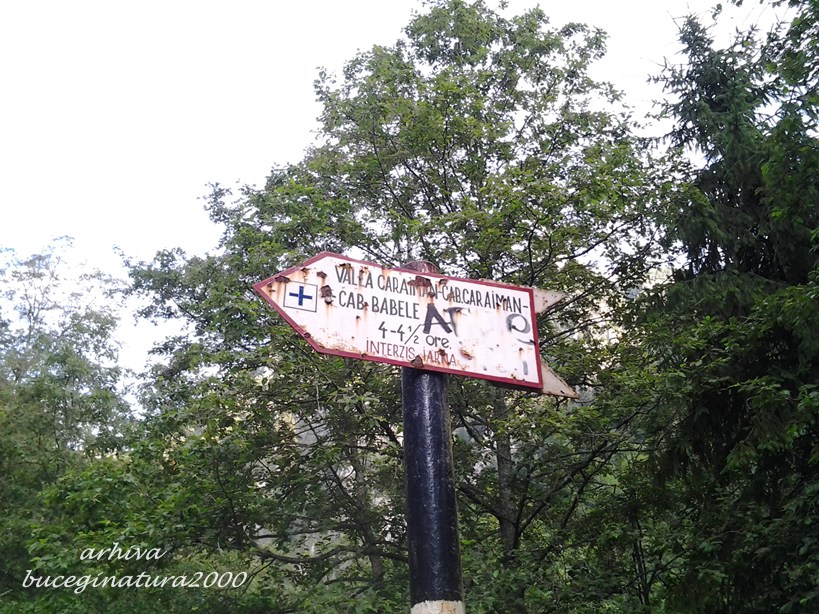 VALEA CARAIMAN-CAB.CARAIMAN-
CAB. BABELE
4-4½ ore.
INTERZIS IARNA
arhiva
buceginatura2000